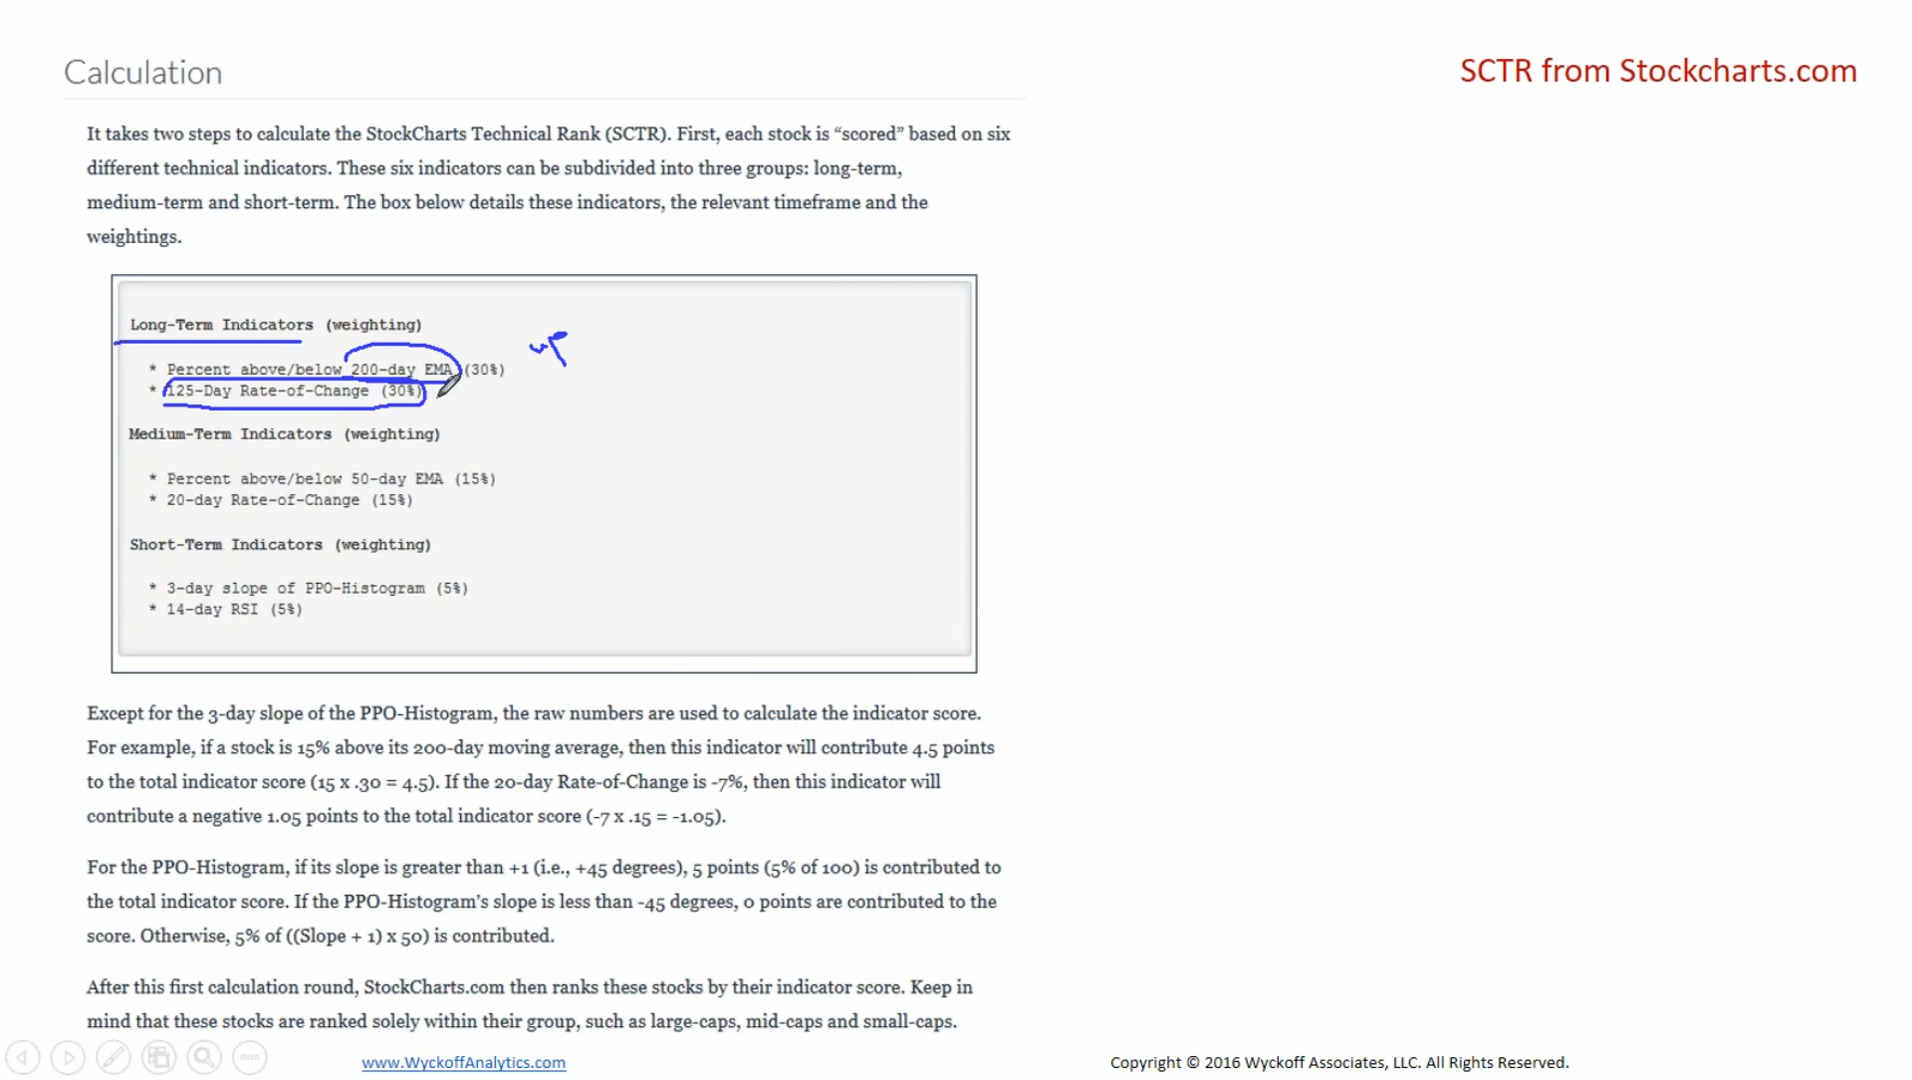 Calculation
SCTR from Stockcharts.com
It takes two steps to calculate the StockCharts Technical Rank (SCTR). First, each stock is “scored” based on six
different technical indicators. These six indicators can be subdivided into three groups: long-term,
medium-term and short-term. The box below details these indicators, the relevant timeframe and the
weightings.
Long-Term Indicators (weighting)
* Percent above/below 200-day EMA (30%)
* 125-Day Rate-of-Change (30%)
Medium-Term Indicators (weighting)
* Percent above/below 50-day EMA (15%)
* 20-day Rate-of-Change (15%)
Short-Term Indicators (weighting)
* 3-day slope of PPO-Histogram (5%)
* 14-day RSI (5%)
Except for the 3-day slope of the PPO-Histogram, the raw numbers are used to calculate the indicator score.
For example, if a stock is 15% above its 200-day moving average, then this indicator will contribute 4.5 points
to the total indicator score (15 x .30 = 4.5). If the 20-day Rate-of-Change is -7%, then this indicator will
contribute a negative 1.05 points to the total indicator score (-7 x .15 = -1.05).
For the PPO-Histogram, if its slope is greater than +1 (i.e., +45 degrees), 5 points (5% of 100) is contributed to
the total indicator score. If the PPO-Histogram's slope is less than -45 degrees, 0 points are contributed to the
score. Otherwise, 5% of ((Slope + 1) x 50) is contributed.
After this first calculation round, StockCharts.com then ranks these stocks by their indicator score. Keep in
mind that these stocks are ranked solely within their group, such as large-caps, mid-caps and small-caps.
www.WyckoffAnalytics.com
Copyright © 2016 Wyckoff Associates, LLC. All Rights Reserved.